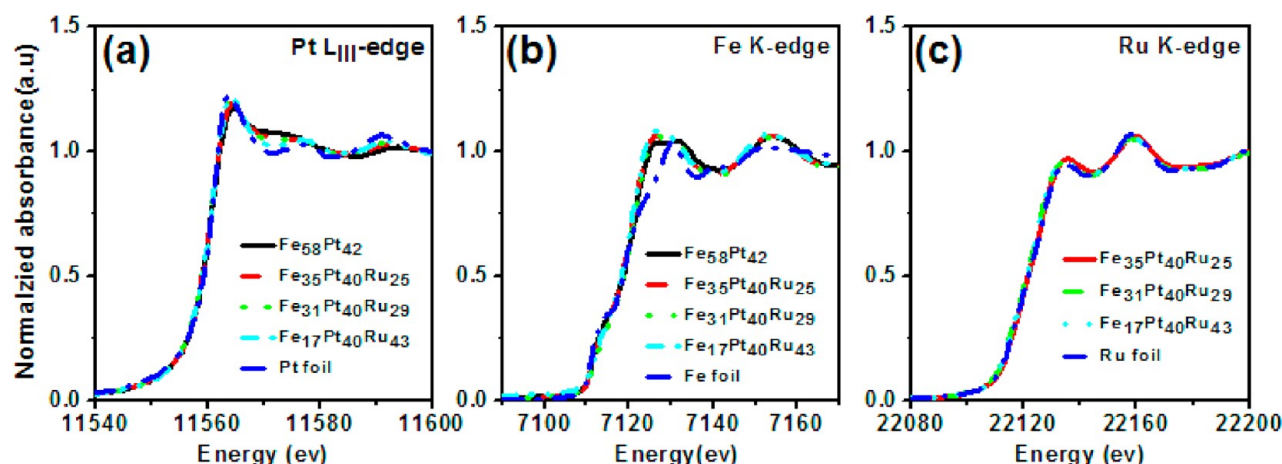 Normalzied absorbance(a.u)
1.5
1.0
0.5
0.0
(a)
Pt L_III-edge
Fe₅₈Pt₄₂
Fe₃₅Pt₄₀Ru₂₅
Fe₃₁Pt₄₀Ru₂₉
Fe₁₇Pt₄₀Ru₄₃
Pt foil
11540 11560 11580 11600
Energy (ev)
1.5
1.0
0.5
0.0
(b)
Fe K-edge
Fe₅₈Pt₄₂
Fe₃₅Pt₄₀Ru₂₅
Fe₃₁Pt₄₀Ru₂₉
Fe₁₇Pt₄₀Ru₄₃
Fe foil
7100 7120 7140 7160
Energy(ev)
1.5
1.0
0.5
0.0
(c)
Ru K-edge
Fe₃₅Pt₄₀Ru₂₅
Fe₃₁Pt₄₀Ru₂₉
Fe₁₇Pt₄₀Ru₄₃
Ru foil
22080 22120 22160 22200
Energy (ev)